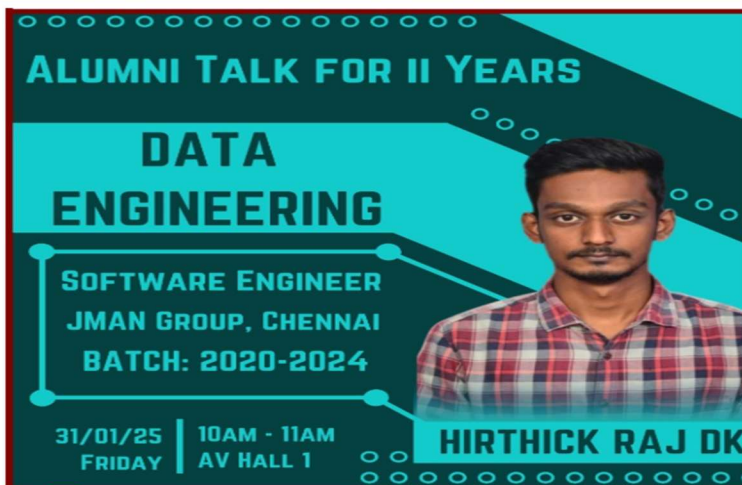 ALUMNI TALK FOR II YEARS
DATA
ENGINEERING
SOFTWARE ENGINEER
JMAN GROUP, CHENNAI
BATCH: 2020-2024
31/01/25
FRIDAY
10AM - 11AM
AV HALL 1
HIRTHICK RAJ DK